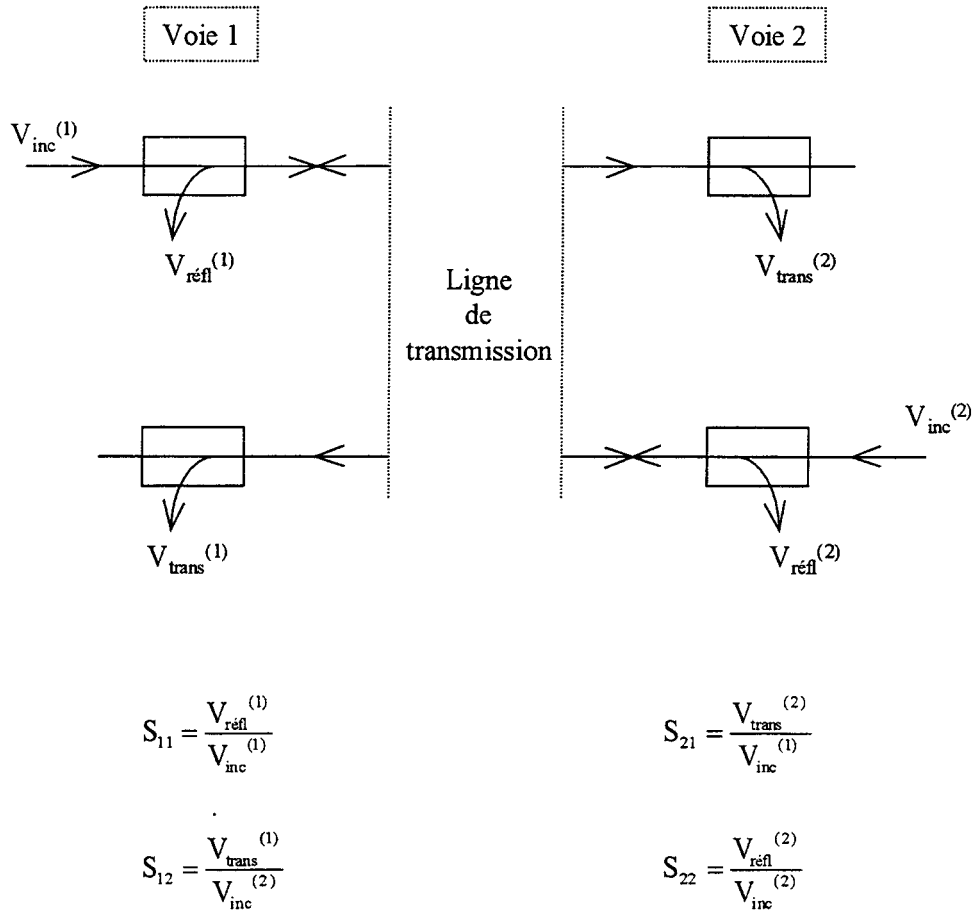 Voie 1
Voie 2
V_inc^(1)
V_réfl^(1)
V_trans^(2)
Ligne
de
transmission
V_inc^(2)
V_trans^(1)
V_réfl^(2)
S_11 = V_réfl^(1) / V_inc^(1)
S_21 = V_trans^(2) / V_inc^(1)
S_12 = V_trans^(1) / V_inc^(2)
S_22 = V_réfl^(2) / V_inc^(2)